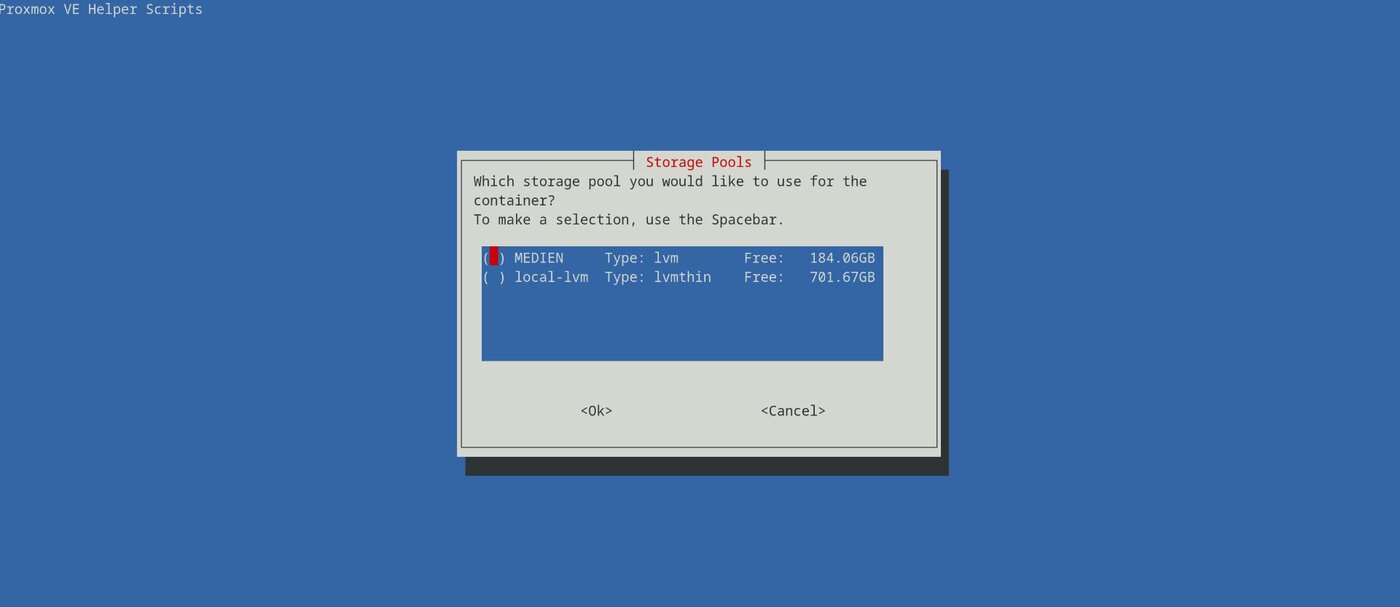 Proxmox VE Helper Scripts
Storage Pools
Which storage pool you would like to use for the
container?
To make a selection, use the Spacebar.
( ) MEDIEN     Type: lvm        Free:   184.06GB
( ) local-lvm  Type: lvmthin    Free:   701.67GB
<Ok>                  <Cancel>